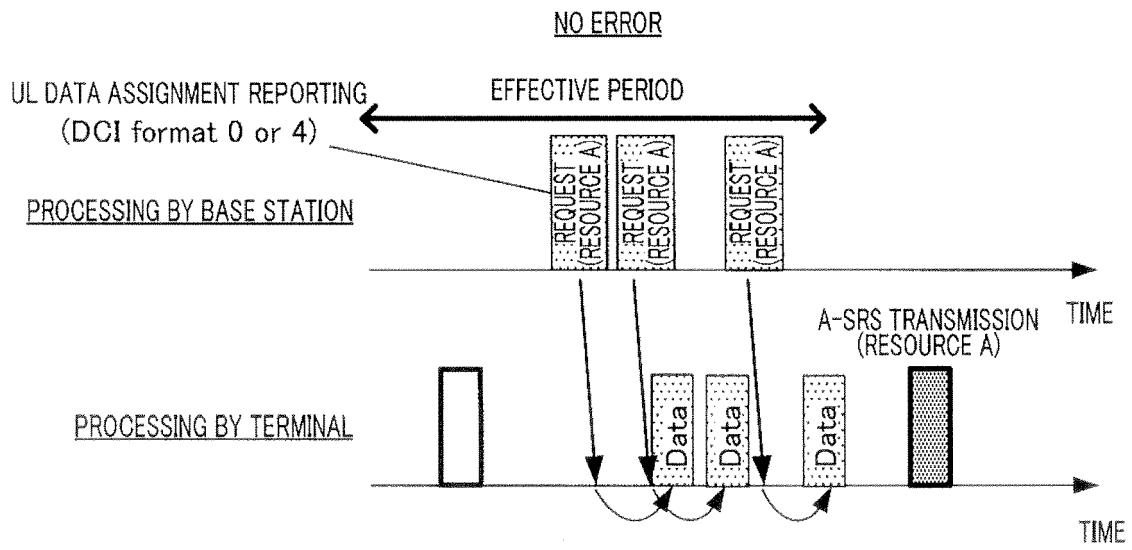 NO ERROR
UL DATA ASSIGNMENT REPORTING
(DCI format 0 or 4)
EFFECTIVE PERIOD
PROCESSING BY BASE STATION
REQUEST
(RESOURCE A)
REQUEST
(RESOURCE A)
REQUEST
(RESOURCE A)
TIME
A-SRS TRANSMISSION
(RESOURCE A)
PROCESSING BY TERMINAL
Data
Data
Data
TIME